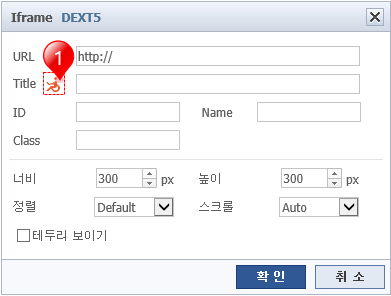 Iframe DEXT5
URL http://
1
Title
ID Name
Class
너비 300 px 높이 300 px
정렬 Default 스크롤 Auto
테두리 보이기
확 인 취 소